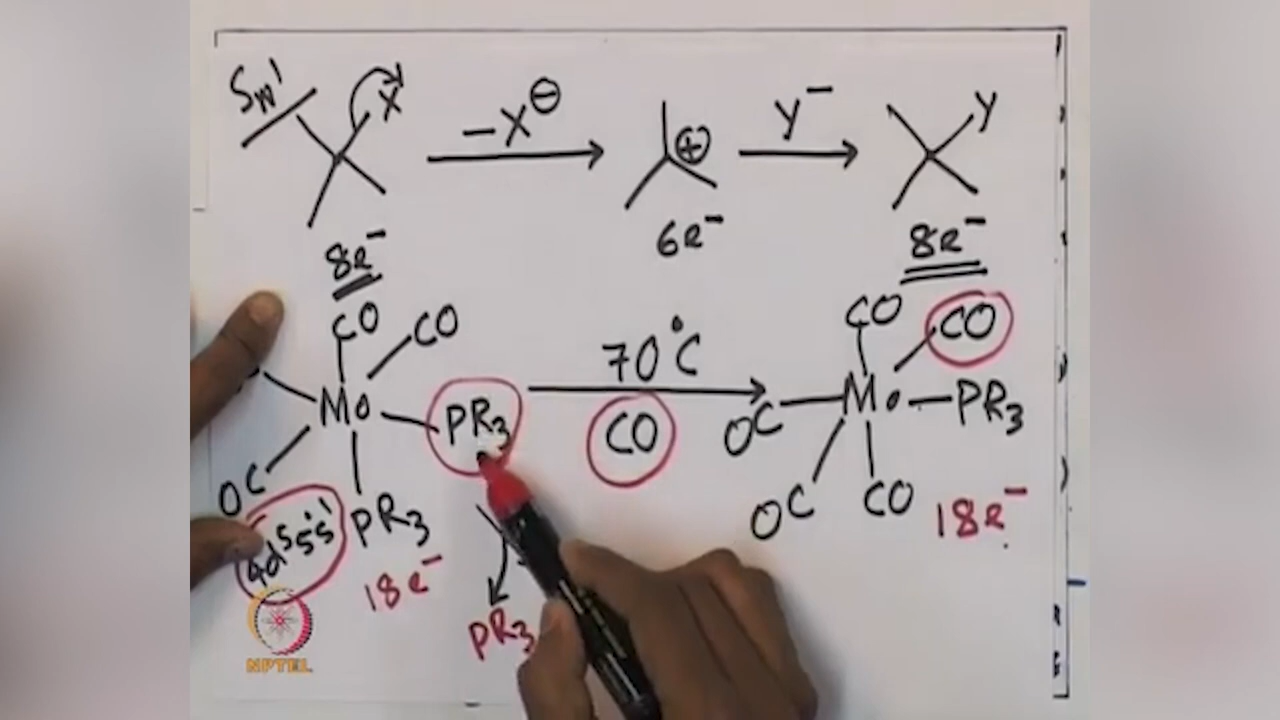 SN1
X
−X⊖
⊕
Y−
Y
8e−
6e−
8e−
CO
CO
Mo
PR3
OC
PR3
4d5 5s1
18e−
70°C
CO
PR3
CO
CO
OC
Mo
PR3
OC
CO
18e−
NPTEL